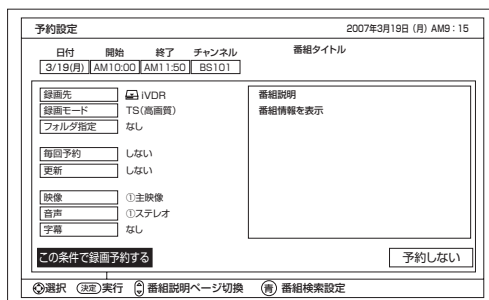 予約設定 2007年3月19日 (月) AM9：15
日付 開始 終了 チャンネル 番組タイトル
3/19(月) AM10:00 AM11:50 BS101
録画先 iVDR
録画モード TS(高画質)
フォルダ指定 なし
毎回予約 しない
更新 しない
映像 ①主映像
音声 ①ステレオ
字幕 なし
番組説明
番組情報を表示
この条件で録画予約する 予約しない
選択 決定 実行 番組説明ページ切換 青 番組検索設定